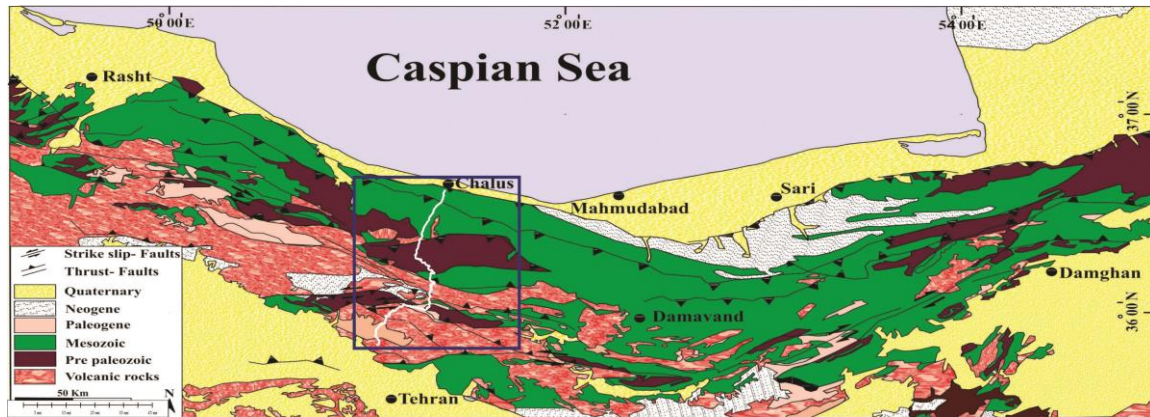 50 00 E
52 00 E
54 00 E
Caspian Sea
Rasht
37 00 N
Chalus
Sari
Mahmudabad
Strike slip- Faults
Thrust- Faults
Quaternary
Neogene
Paleogene
Mesozoic
Pre paleozoic
Volcanic rocks
Damghan
Damavand
36 00 N
50 Km
N
Tehran